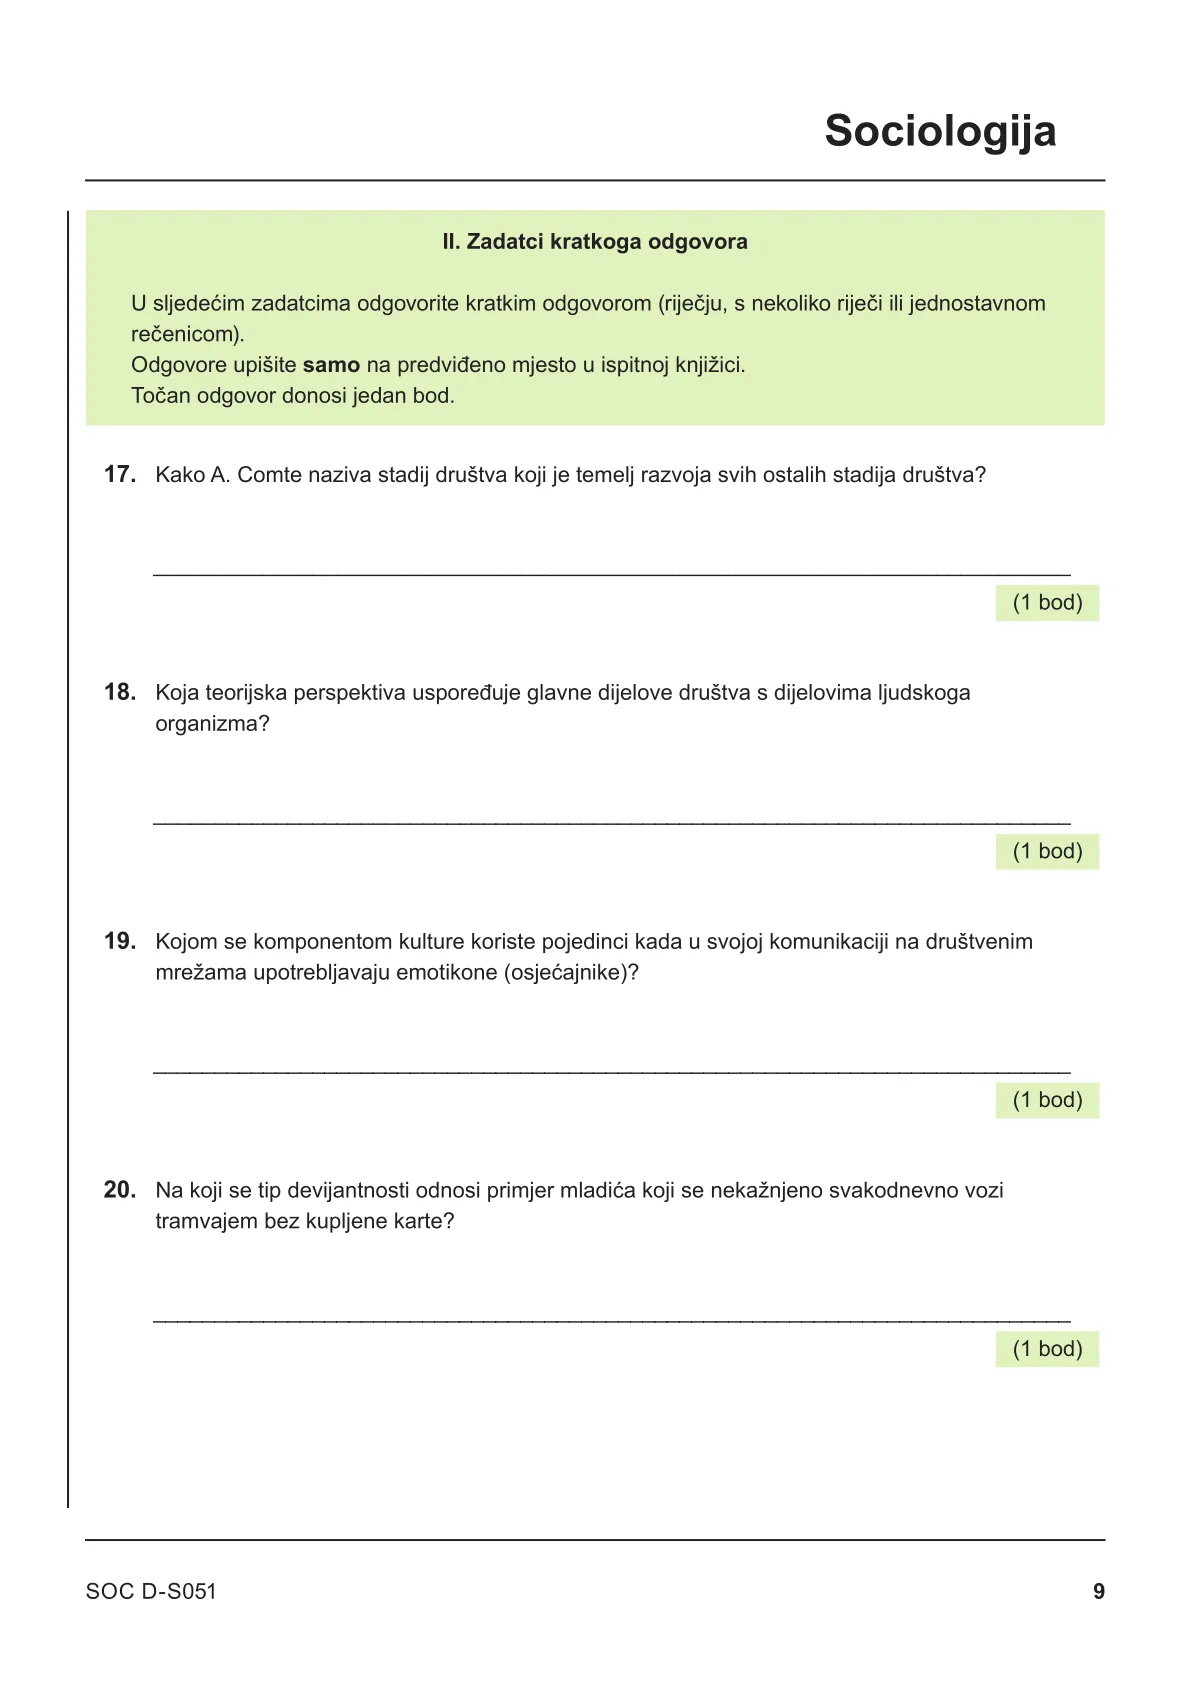 Sociologija
II. Zadatci kratkoga odgovora
U sljedećim zadatcima odgovorite kratkim odgovorom (riječju, s nekoliko riječi ili jednostavnom
rečenicom).
Odgovore upišite samo na predviđeno mjesto u ispitnoj knjižici.
Točan odgovor donosi jedan bod.
17. Kako A. Comte naziva stadij društva koji je temelj razvoja svih ostalih stadija društva?
(1 bod)
18. Koja teorijska perspektiva uspoređuje glavne dijelove društva s dijelovima ljudskoga
organizma?
(1 bod)
19. Kojom se komponentom kulture koriste pojedinci kada u svojoj komunikaciji na društvenim
mrežama upotrebljavaju emotikone (osjećajnike)?
(1 bod)
20. Na koji se tip devijantnosti odnosi primjer mladića koji se nekažnjeno svakodnevno vozi
tramvajem bez kupljene karte?
(1 bod)
SOC D-S051
9